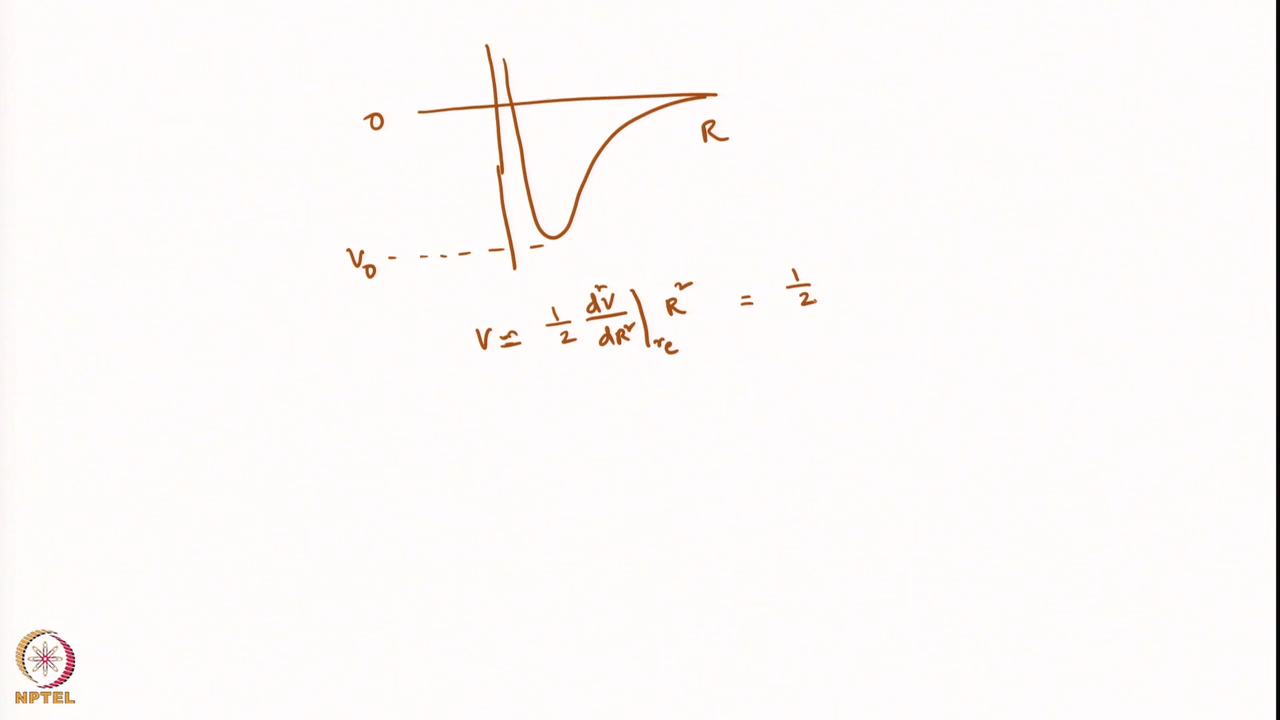 0
R
V₀
V ≃ 1/2 d²V/dR² |rₑ R² = 1/2
NPTEL